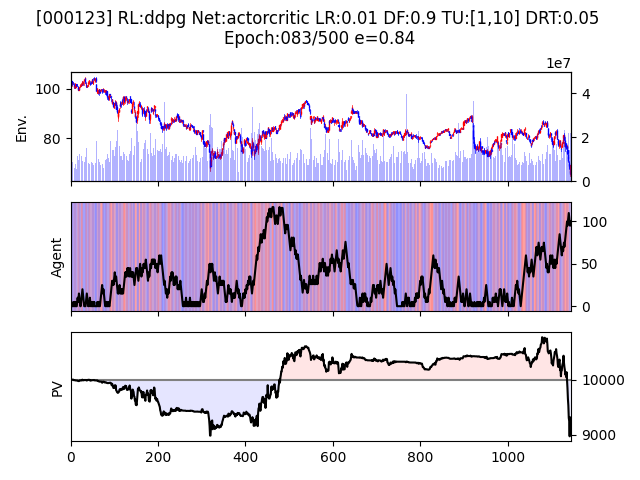 [000123] RL:ddpg Net:actorcritic LR:0.01 DF:0.9 TU:[1,10] DRT:0.05
Epoch:083/500 e=0.84
1e7
Env.
100
80
4
2
0
Agent
100
50
0
PV
10000
9000
0
200
400
600
800
1000